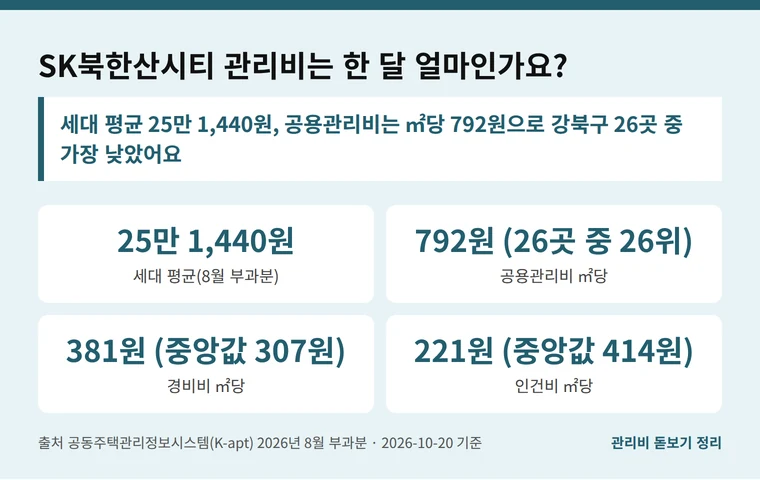 SK북한산시티 관리비는 한 달 얼마인가요?
세대 평균 25만 1,440원, 공용관리비는 ㎡당 792원으로 강북구 26곳 중
가장 낮았어요
25만 1,440원
세대 평균(8월 부과분)
792원 (26곳 중 26위)
공용관리비 ㎡당
381원 (중앙값 307원)
경비비 ㎡당
221원 (중앙값 414원)
인건비 ㎡당
출처 공동주택관리정보시스템(K-apt) 2026년 8월 부과분 · 2026-10-20 기준
관리비 돋보기 정리